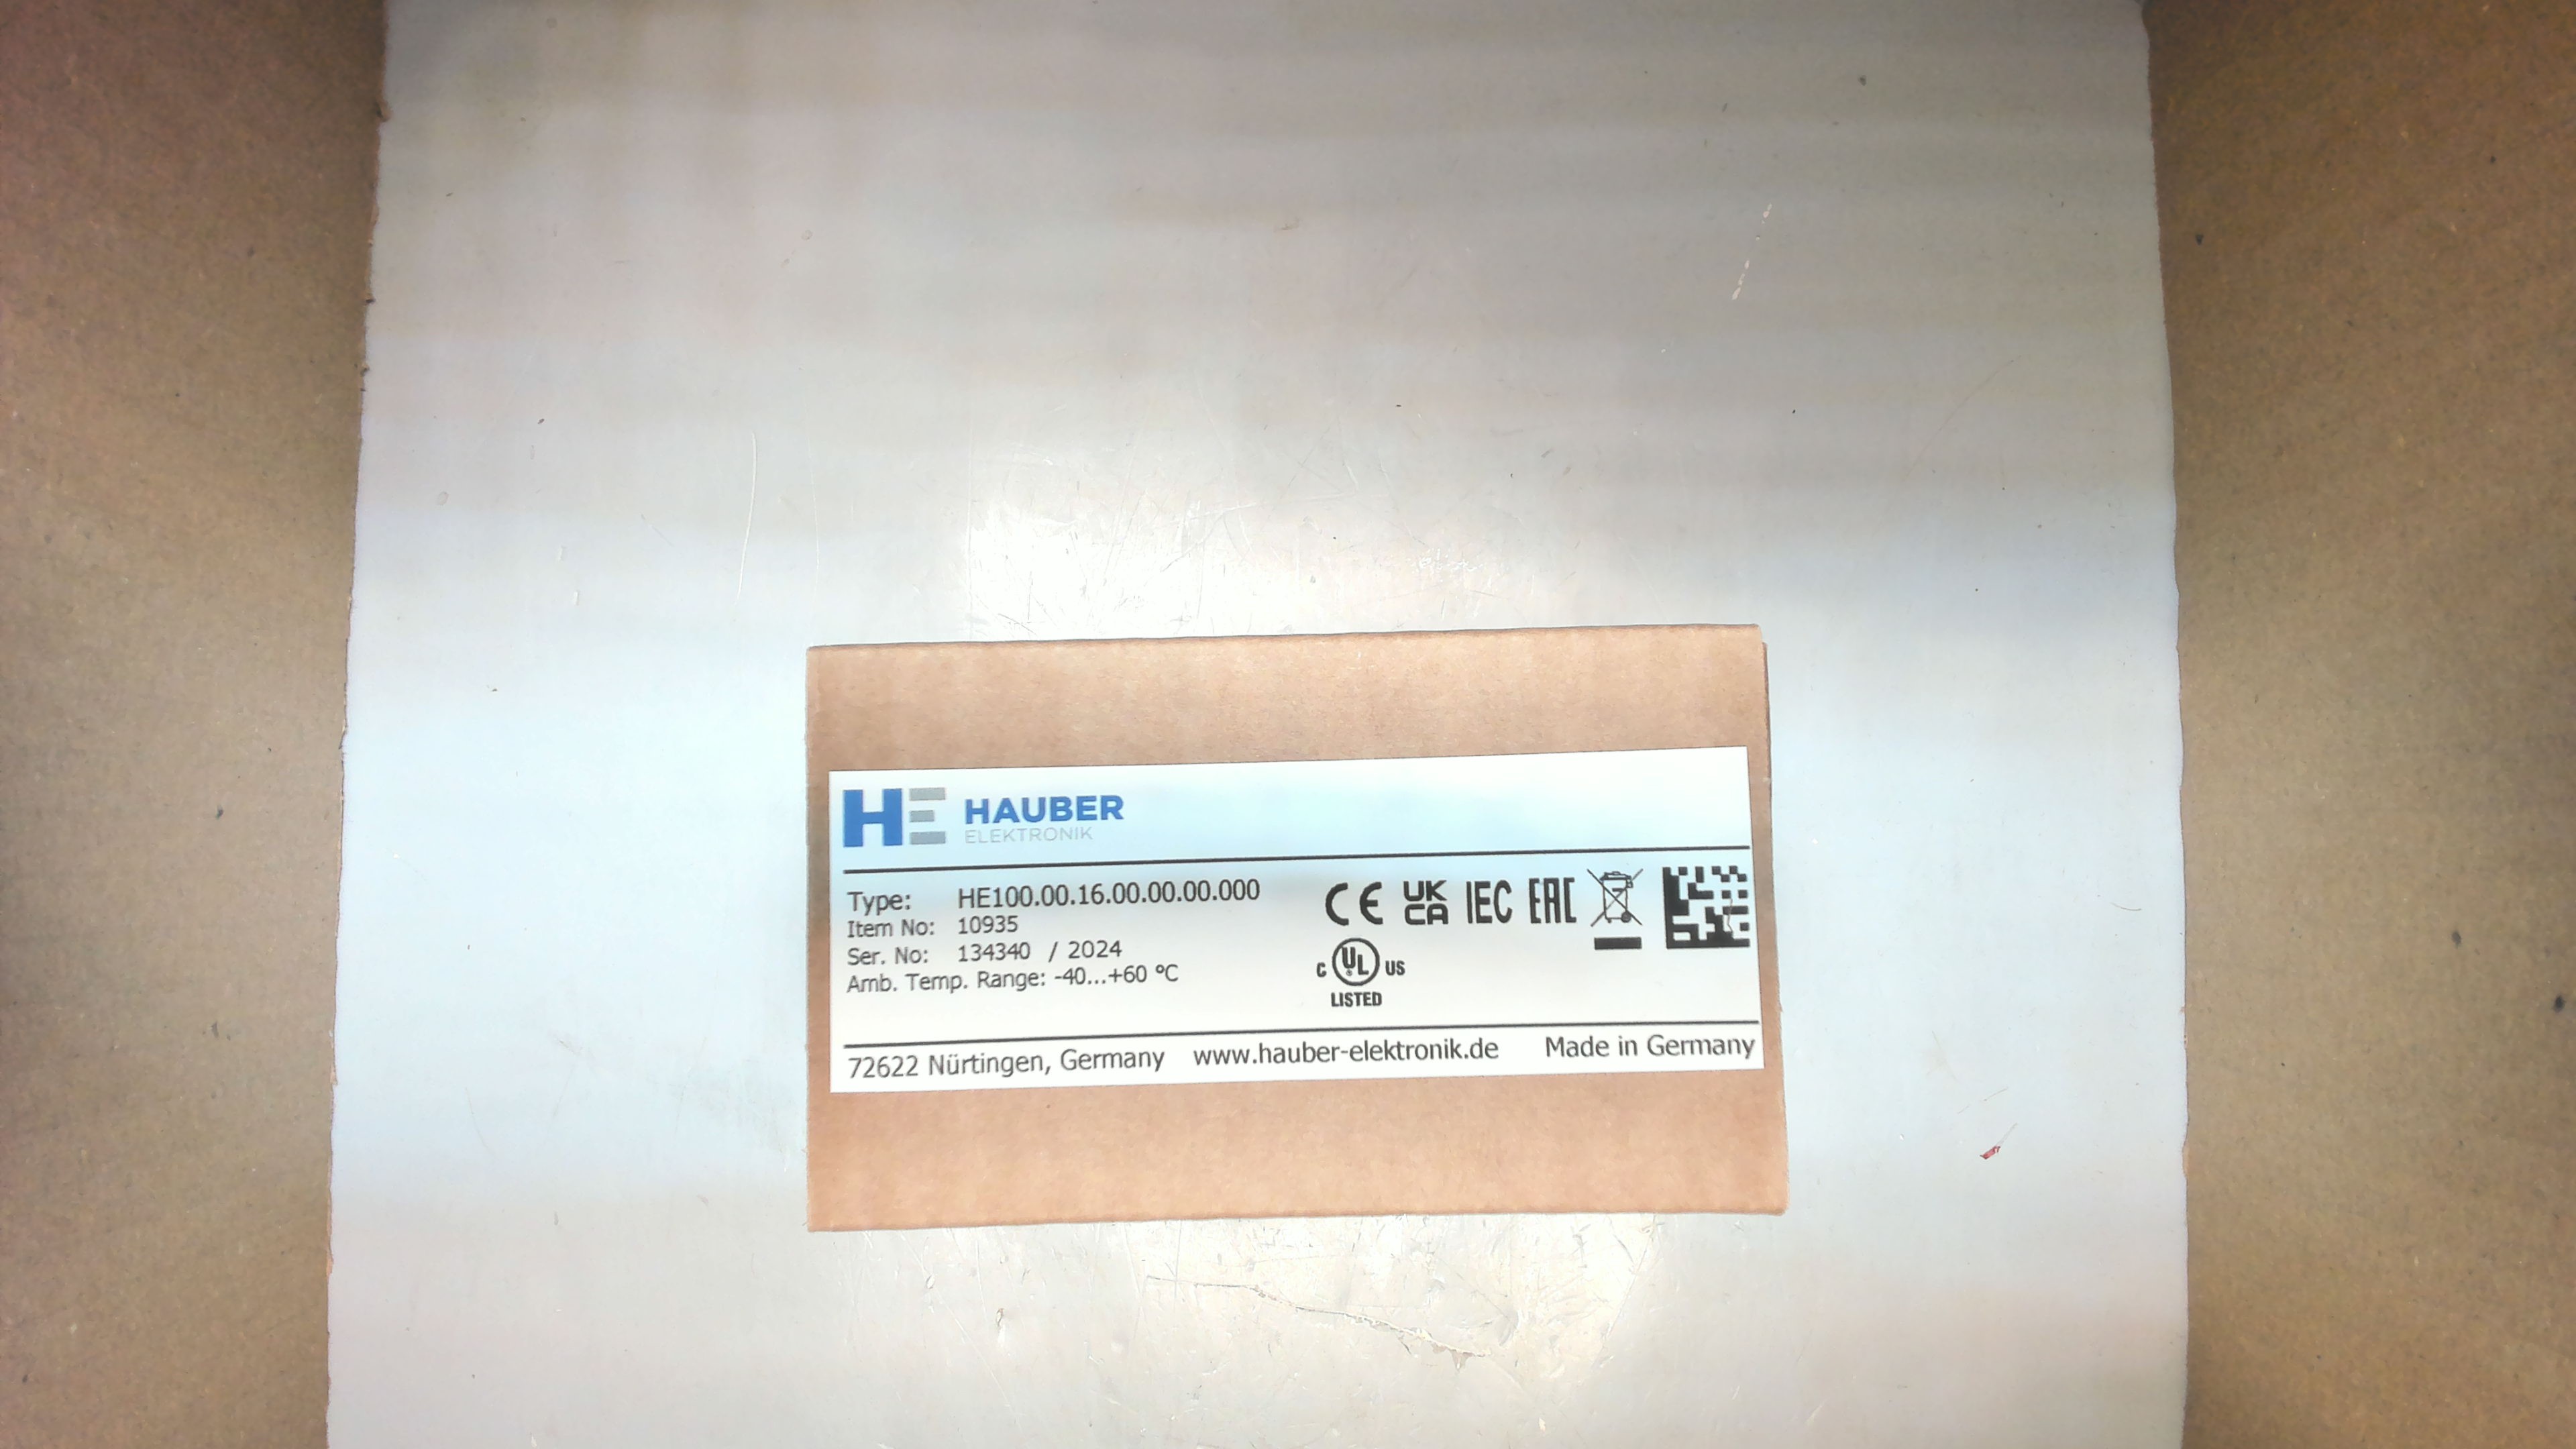 HE HAUBER
ELEKTRONIK
Type: HE100.00.16.00.00.00.000
Item No: 10935
Ser. No: 134340 / 2024
Amb. Temp. Range: -40...+60 °C
CE UK CA IEC EAC
c UL us
LISTED
72622 Nürtingen, Germany www.hauber-elektronik.de Made in Germany